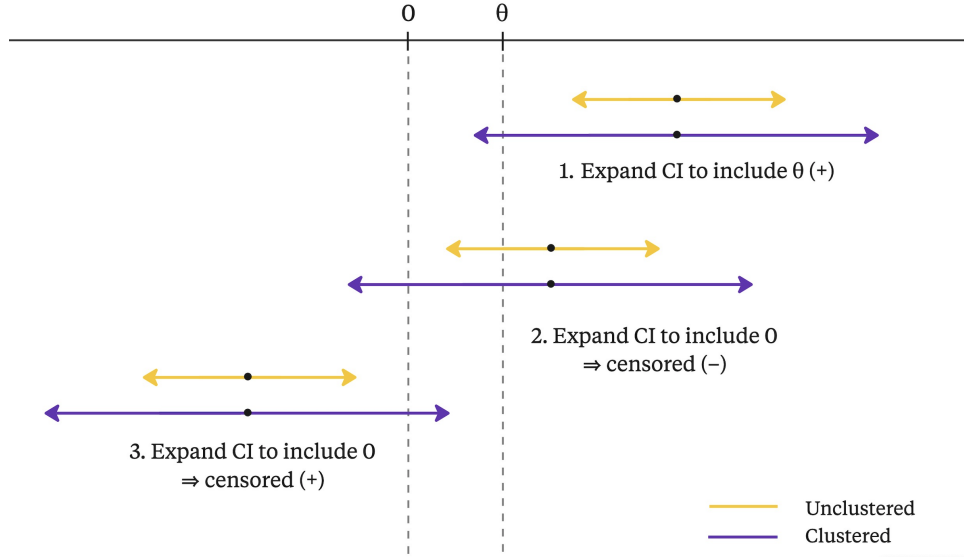 0 θ
1. Expand CI to include θ (+)
2. Expand CI to include 0
⇒ censored (−)
3. Expand CI to include 0
⇒ censored (+)
Unclustered
Clustered